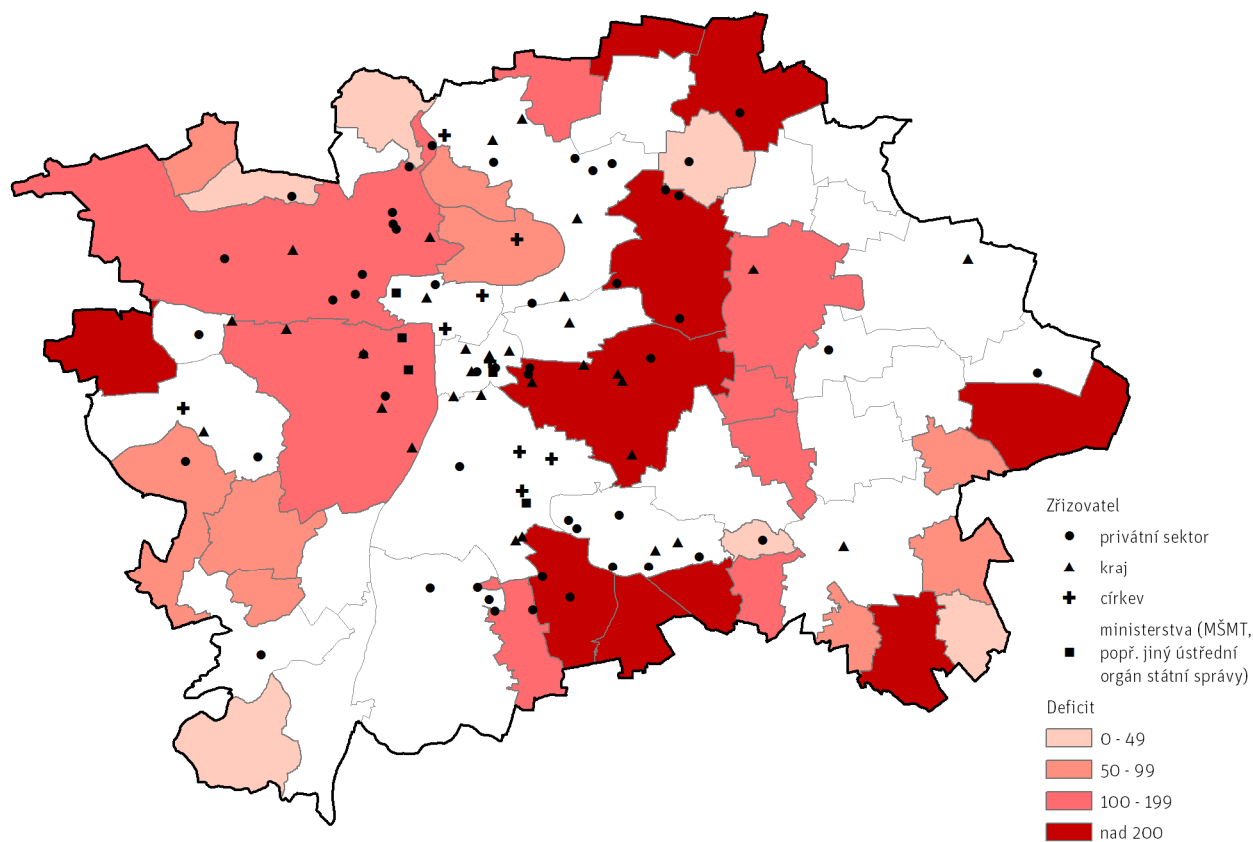 Zřizovatel
privátní sektor
kraj
církev
ministerstva (MŠMT,
popř. jiný ústřední
orgán státní správy)
Deficit
0 - 49
50 - 99
100 - 199
nad 200